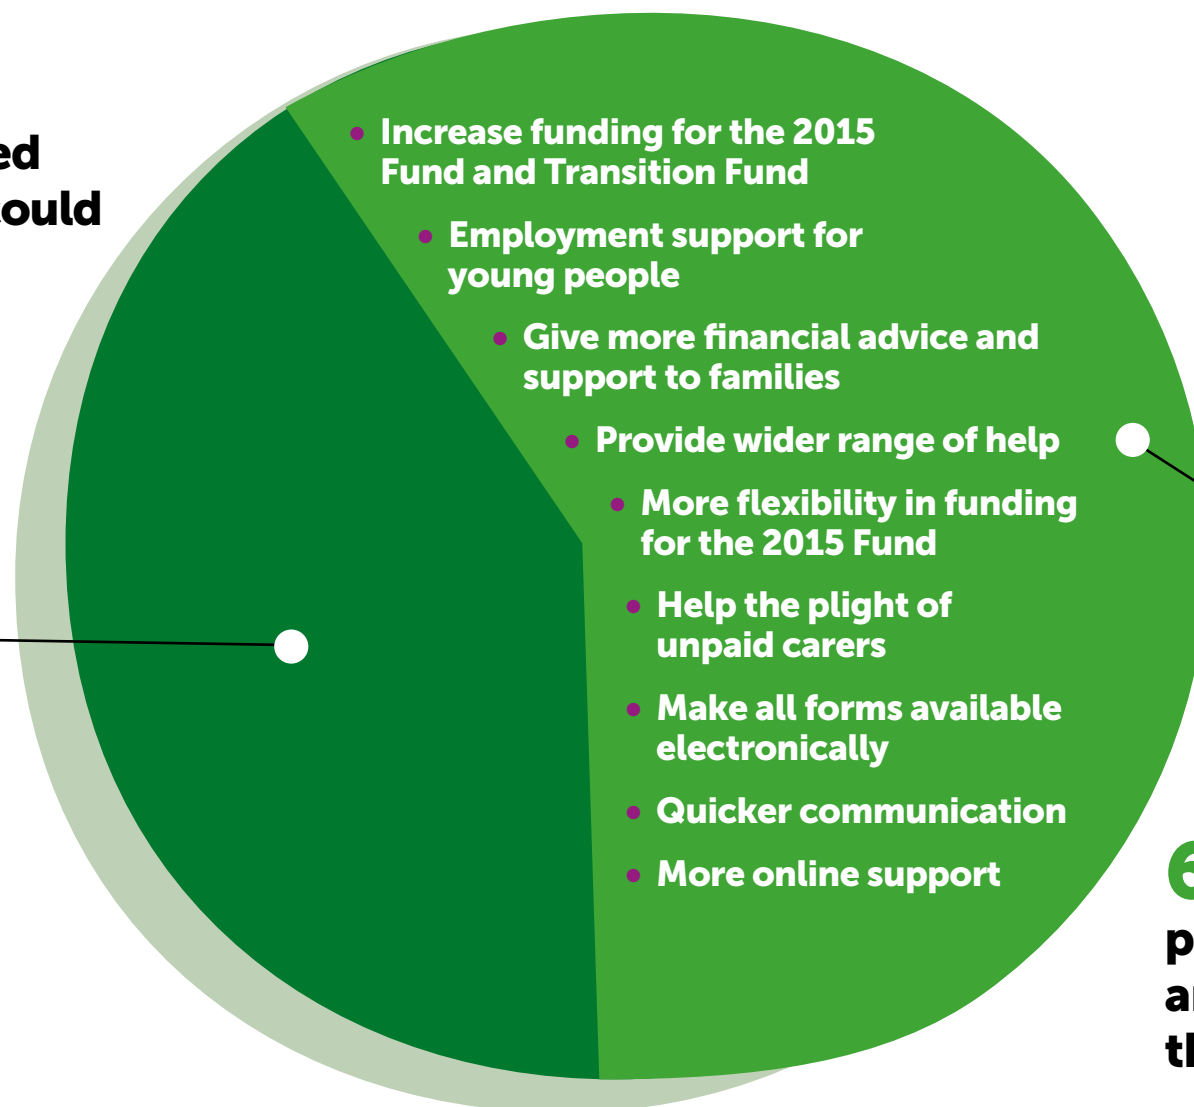 • Increase funding for the 2015
Fund and Transition Fund
• Employment support for
young people
• Give more financial advice and
support to families
• Provide wider range of help
• More flexibility in funding
for the 2015 Fund
• Help the plight of
unpaid carers
• Make all forms available
electronically
• Quicker communication
• More online support